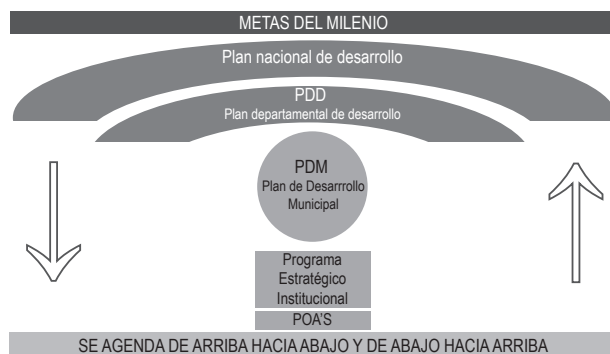 METAS DEL MILENIO
Plan nacional de desarrollo
PDD
Plan departamental de desarrollo
PDM
Plan de Desarrrollo
Municipal
Programa
Estratégico
Institucional
POA'S
SE AGENDA DE ARRIBA HACIA ABAJO Y DE ABAJO HACIA ARRIBA